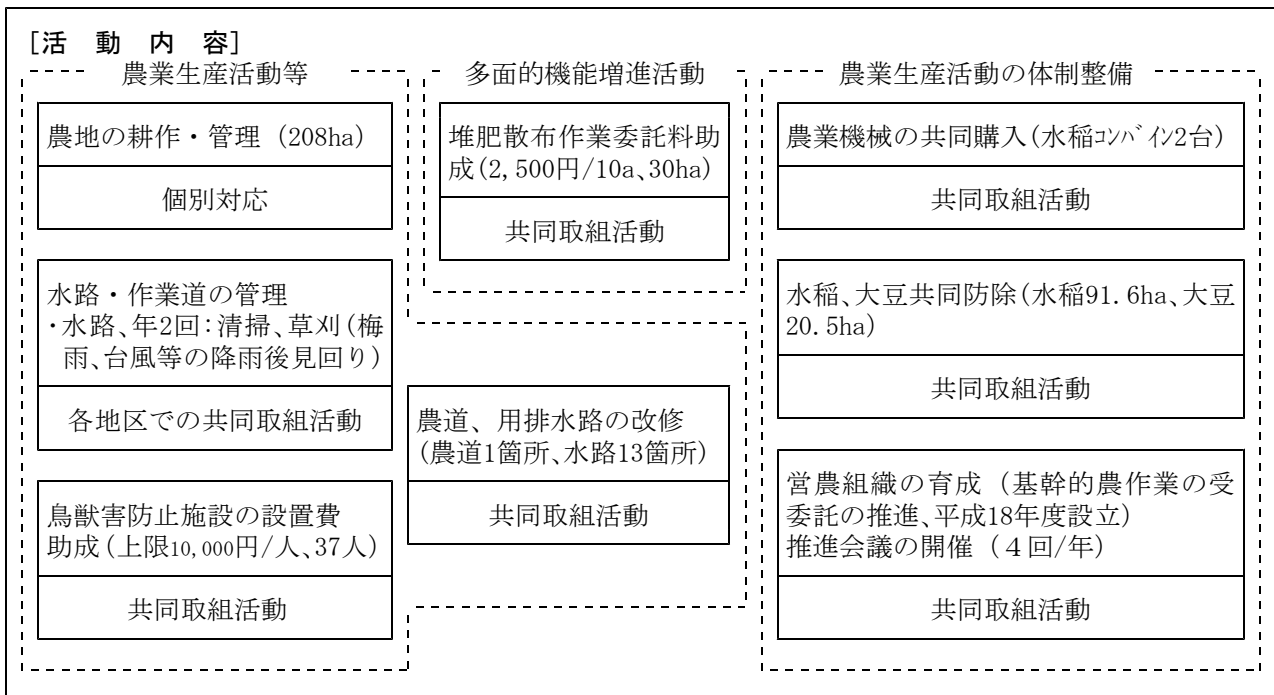 [活 動 内 容]
農業生産活動等
農地の耕作・管理（208ha）
個別対応
水路・作業道の管理
・水路、年2回：清掃、草刈（梅
雨、台風等の降雨後見回り）
各地区での共同取組活動
鳥獣害防止施設の設置費
助成（上限10,000円/人、37人）
共同取組活動
農道、用排水路の改修
（農道1箇所、水路13箇所）
共同取組活動
多面的機能増進活動
堆肥散布作業委託料助
成（2,500円/10a、30ha）
共同取組活動
農業生産活動の体制整備
農業機械の共同購入（水稲ｺﾝﾊﾞｲﾝ2台）
共同取組活動
水稲、大豆共同防除（水稲91.6ha、大豆
20.5ha）
共同取組活動
営農組織の育成（基幹的農作業の受
委託の推進、平成18年度設立）
推進会議の開催（４回/年）
共同取組活動